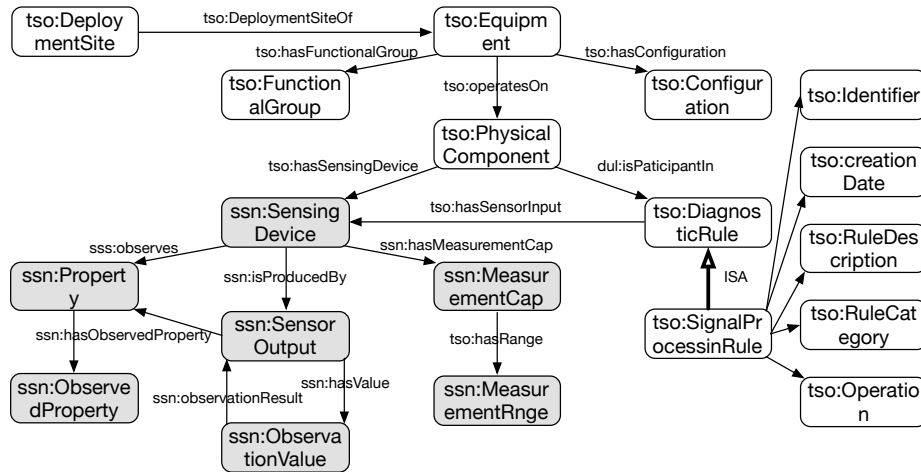 tso:DeploymentSiteOf
tso:Deplo
ymentSite
tso:Equip
ment
tso:hasFunctionalGroup
tso:hasConfiguration
tso:Function
alGroup
tso:operatesOn
tso:Configur
ation
tso:Identifier
tso:Physical
Component
tso:hasSensingDevice
dul:isPaticipantIn
tso:creation
Date
ssn:Sensing
Device
tso:hasSensorInput
tso:Diagnos
ticRule
sss:observes
ssn:hasMeasurementCap
tso:RuleDes
cription
ssn:Propert
y
ssn:isProducedBy
ssn:Measur
ementCap
ISA
ssn:hasObservedProperty
ssn:Sensor
Output
tso:hasRange
tso:SignalPr
ocessinRule
tso:RuleCat
egory
ssn:Observe
dProperty
ssn:observationResult
ssn:hasValue
ssn:Measur
ementRnge
tso:Operatio
n
ssn:Observa
tionValue